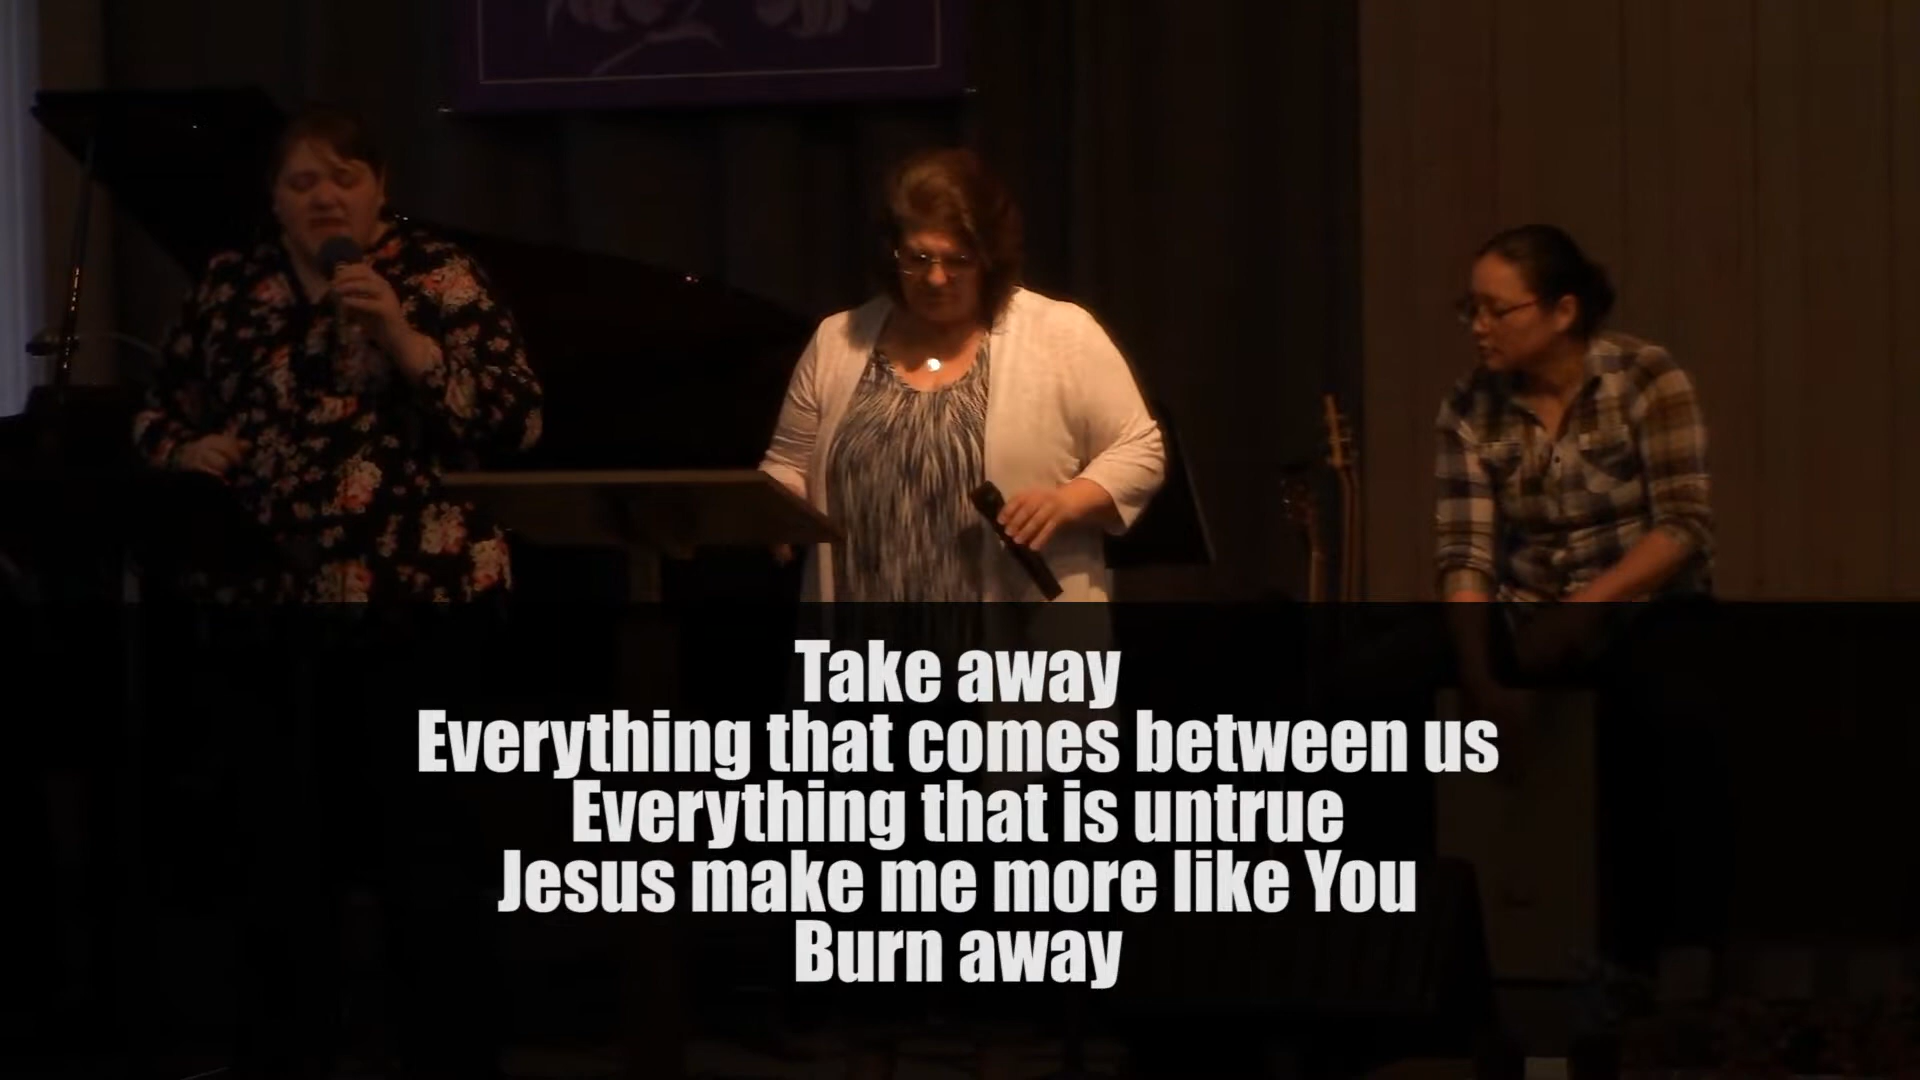 Take away
Everything that comes between us
Everything that is untrue
Jesus make me more like You
Burn away